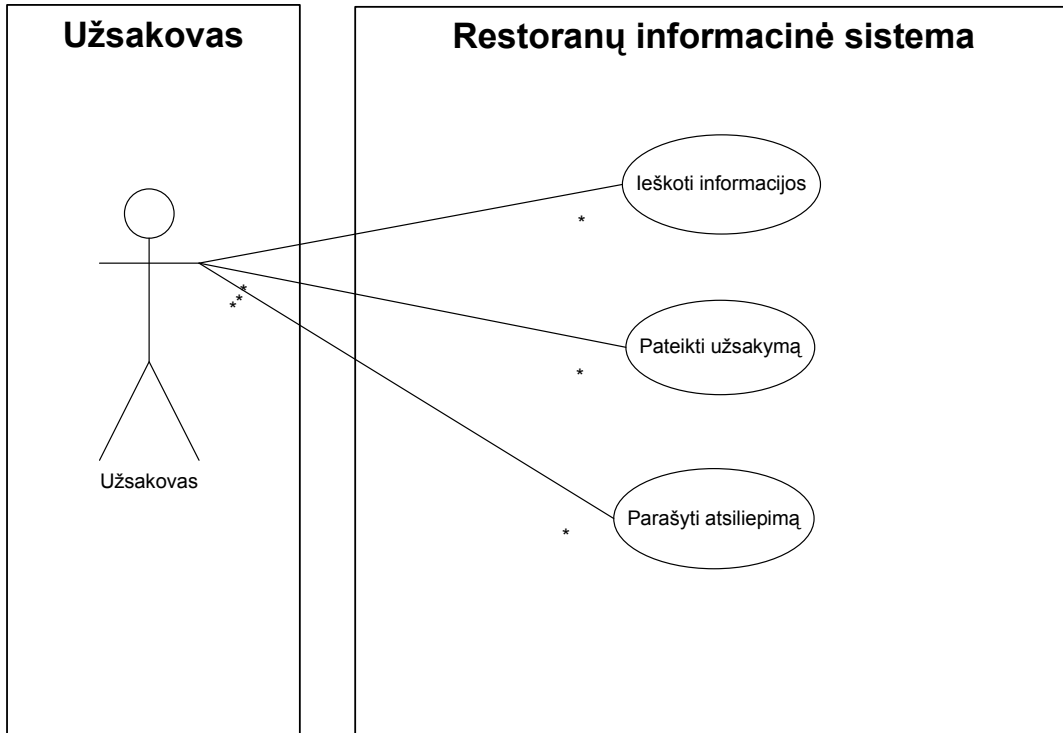 Užsakovas
Restoranų informacinė sistema
Ieškoti informacijos
*
*
*
*
Pateikti užsakymą
*
Užsakovas
Parašyti atsiliepimą
*